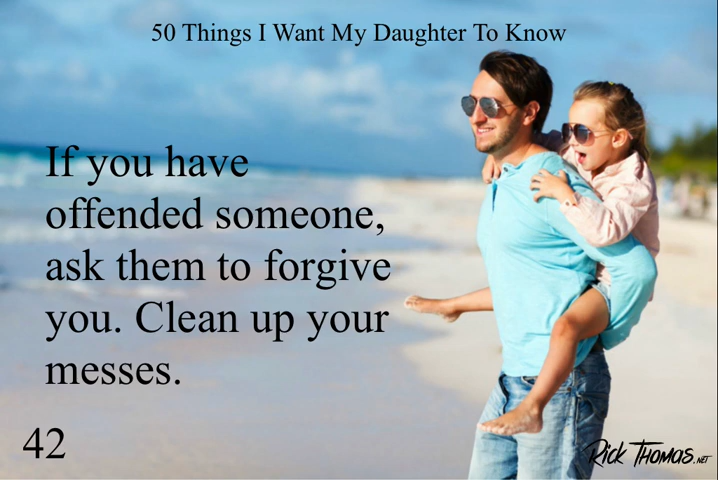 50 Things I Want My Daughter To Know
If you have
offended someone,
ask them to forgive
you. Clean up your
messes.
42
Rick Thomas.NET